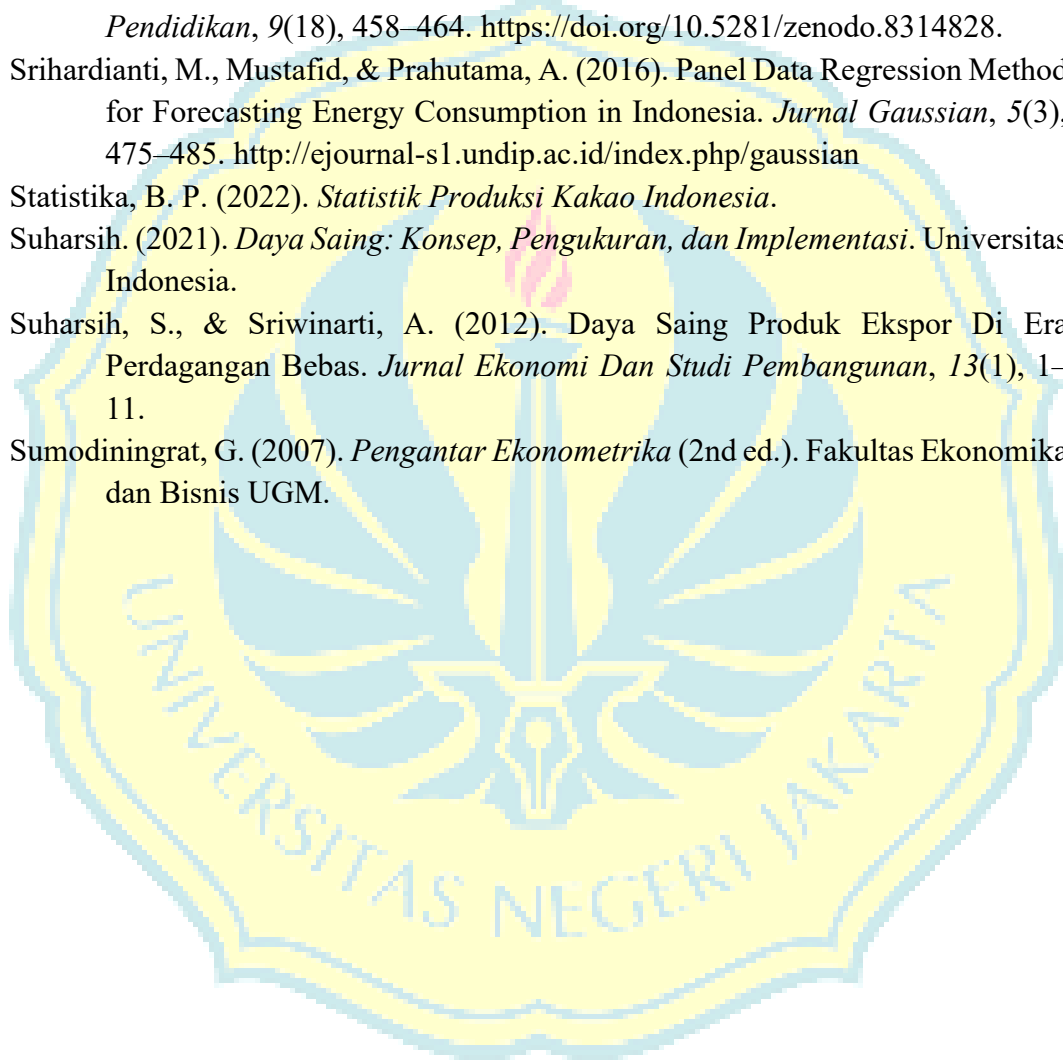 Pendidikan, 9(18), 458–464. https://doi.org/10.5281/zenodo.8314828.
Srihardianti, M., Mustafid, & Prahutama, A. (2016). Panel Data Regression Method
for Forecasting Energy Consumption in Indonesia. Jurnal Gaussian, 5(3),
475–485. http://ejournal-s1.undip.ac.id/index.php/gaussian
Statistika, B. P. (2022). Statistik Produksi Kakao Indonesia.
Suharsih. (2021). Daya Saing: Konsep, Pengukuran, dan Implementasi. Universitas
Indonesia.
Suharsih, S., & Sriwinarti, A. (2012). Daya Saing Produk Ekspor Di Era
Perdagangan Bebas. Jurnal Ekonomi Dan Studi Pembangunan, 13(1), 1–
11.
Sumodiningrat, G. (2007). Pengantar Ekonometrika (2nd ed.). Fakultas Ekonomika
dan Bisnis UGM.
UNIVERSITAS NEGERI JAKARTA